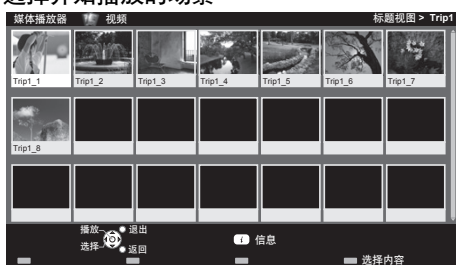 选择开始播放的场景
媒体播放器 视频 标题视图 > Trip1
Trip1_1 Trip1_2 Trip1_3 Trip1_4 Trip1_5 Trip1_6 Trip1_7
Trip1_8
播放 退出
i 信息
选择 返回
选择内容